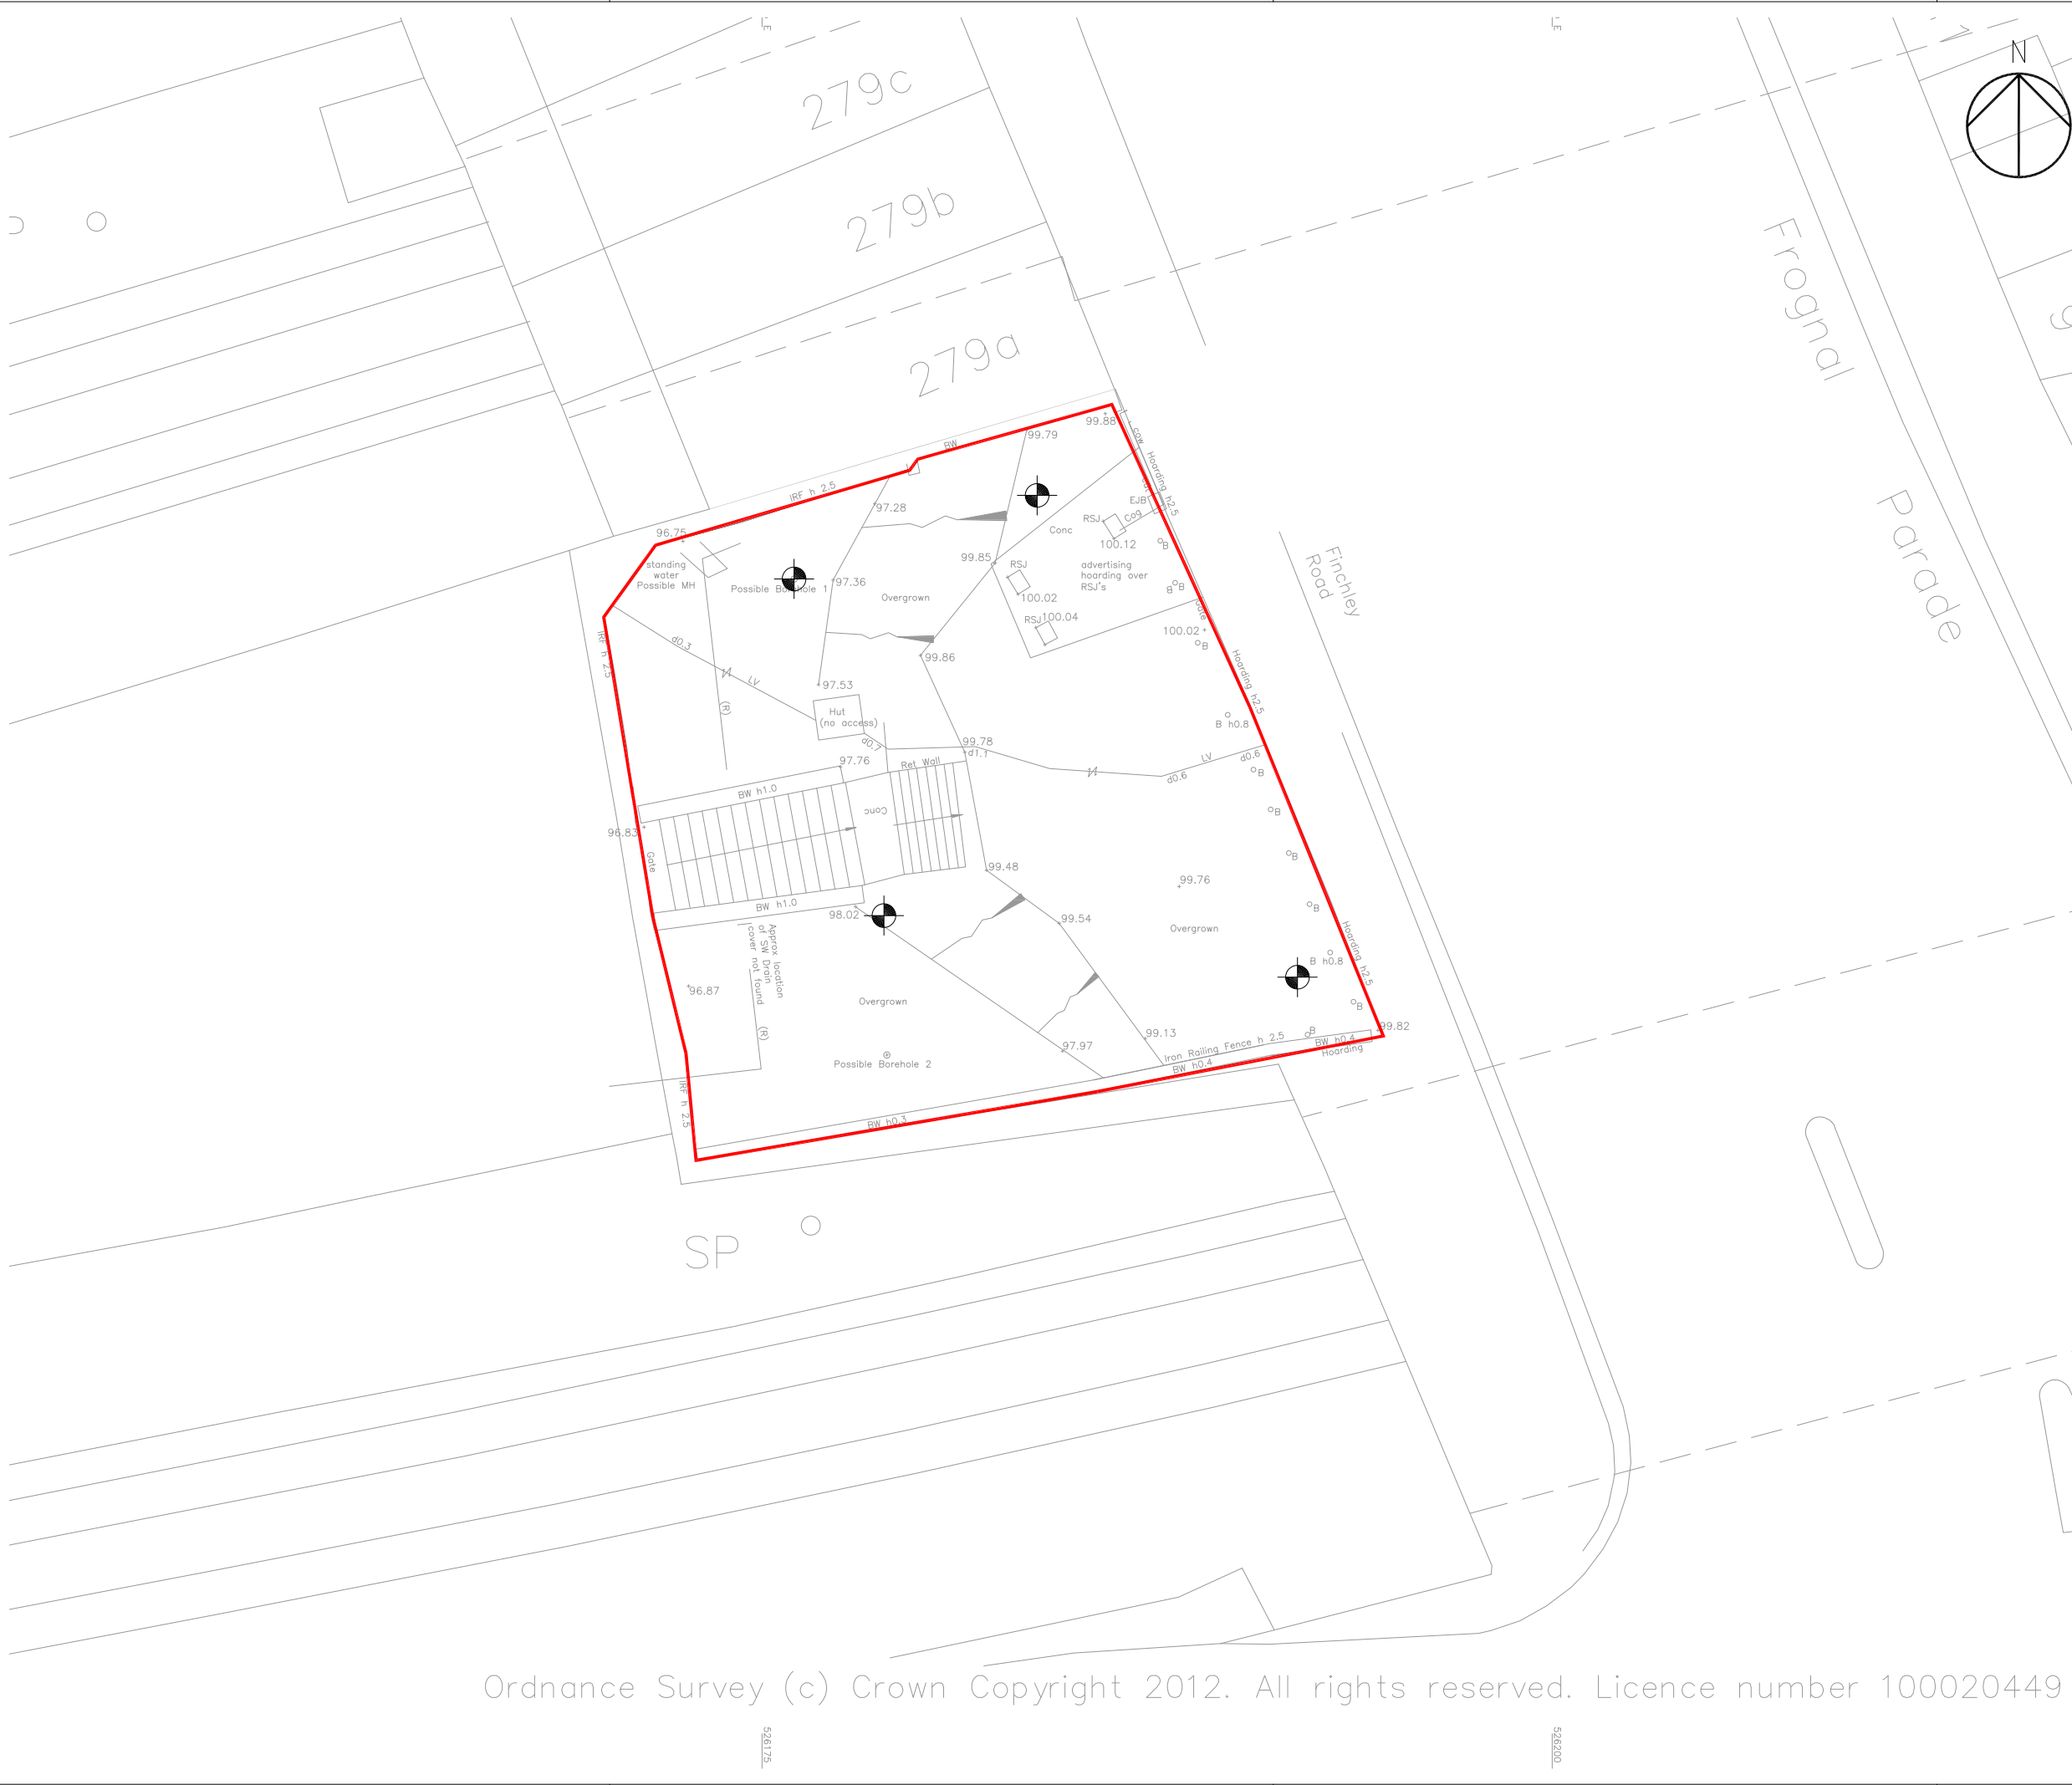 N
279c
279b
279a
Frognal
Parade
Finchley
Road
SP
9
E
E
96.75
IRF h 2.5
BW
99.79
99.88
cow
Hoarding h2.5
97.28
EJB
RSJ
Cog
Conc
100.12
standing
water
Possible MH
Possible Borehole 1
97.36
99.85
RSJ
advertising
hoarding over
RSJ's
Overgrown
100.02
RSJ
100.04
Gate
100.02
B
B
B
B
IRF h 2.5
d0.3
LV
(R)
97.53
99.86
Hut
(no access)
d0.7
99.78
d1.1
Hoarding h2.5
B h0.8
LV
d0.6
d0.6
B
97.76
Ret Wall
BW h1.0
Conc
B
96.83
Gate
B
99.48
99.76
BW h1.0
98.02
99.54
B
Overgrown
Hoarding h2.5
B h0.8
Approx location
of SW Drain
cover not found
96.87
Overgrown
B
(R)
Possible Borehole 2
97.97
99.13
B
99.82
Iron Railing Fence h 2.5
BW h0.4
Hoarding
BW h0.4
IRF h 2.5
BW h0.3
Ordnance Survey (c) Crown Copyright 2012. All rights reserved. Licence number 100020449
526175
526200